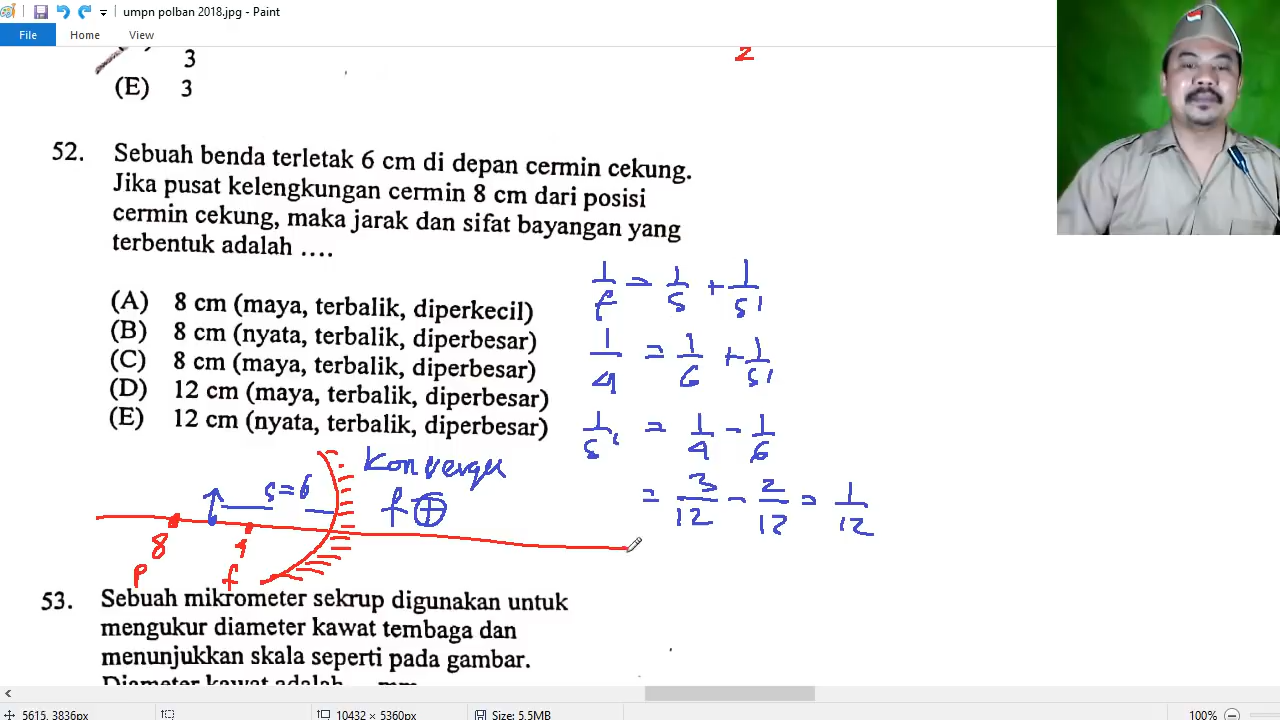 umpn polban 2018.jpg - Paint
File Home View
3
(E) 3
2
52. Sebuah benda terletak 6 cm di depan cermin cekung.
Jika pusat kelengkungan cermin 8 cm dari posisi
cermin cekung, maka jarak dan sifat bayangan yang
terbentuk adalah ....
(A) 8 cm (maya, terbalik, diperkecil)
(B) 8 cm (nyata, terbalik, diperbesar)
(C) 8 cm (maya, terbalik, diperbesar)
(D) 12 cm (maya, terbalik, diperbesar)
(E) 12 cm (nyata, terbalik, diperbesar)
1/f = 1/s + 1/s'
1/4 = 1/6 + 1/s'
1/s' = 1/4 - 1/6
= 3/12 - 2/12 = 1/12
s=6
f ⊕
8 4
P f
53. Sebuah mikrometer sekrup digunakan untuk
mengukur diameter kawat tembaga dan
menunjukkan skala seperti pada gambar.
Diameter kawat adalah ... mm
5615, 3836px 10432 × 5360px Size: 5.5MB 100%